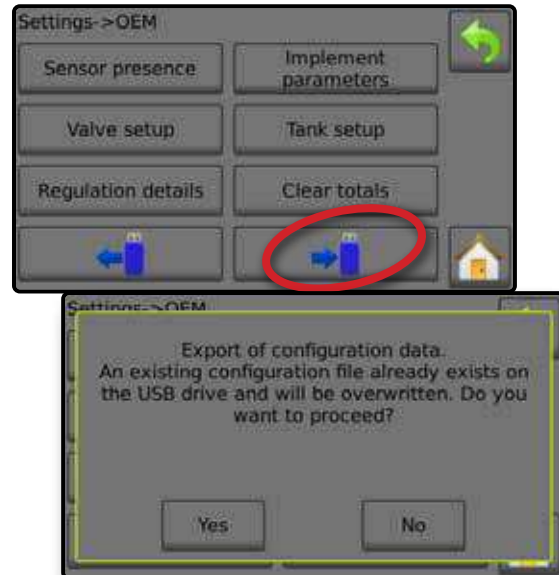 Settings->OEM
Sensor presence
Implement
parameters
Valve setup
Tank setup
Regulation details
Clear totals
Settings->OEM
Export of configuration data.
An existing configuration file already exists on
the USB drive and will be overwritten. Do you
want to proceed?
Yes
No